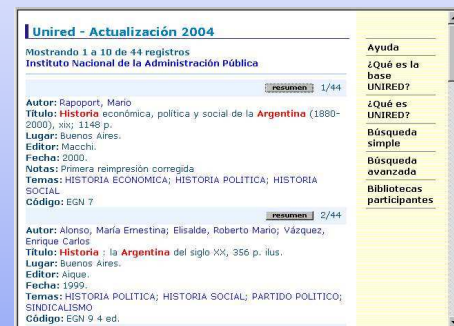 Unired - Actualización 2004
Mostrando 1 a 10 de 44 registros
Instituto Nacional de la Administración Pública
resumen 1/44
Autor: Rapoport, Mario
Título: Historia económica, política y social de la Argentina (1880-
2000), xix; 1148 p.
Lugar: Buenos Aires.
Editor: Macchi.
Fecha: 2000.
Notas: Primera reimpresión corregida
Temas: HISTORIA ECONOMICA; HISTORIA POLITICA; HISTORIA
SOCIAL
Código: EGN 7
resumen 2/44
Autor: Alonso, María Ernestina; Elisalde, Roberto Mario; Vázquez,
Enrique Carlos
Título: Historia : la Argentina del siglo XX, 356 p. ilus.
Lugar: Buenos Aires.
Editor: Aique.
Fecha: 1999.
Temas: HISTORIA POLITICA; HISTORIA SOCIAL; PARTIDO POLITICO;
SINDICALISMO
Código: EGN 9 4 ed.
Ayuda
¿Qué es la
base
UNIRED?
¿Qué es
UNIRED?
Búsqueda
simple
Búsqueda
avanzada
Bibliotecas
participantes